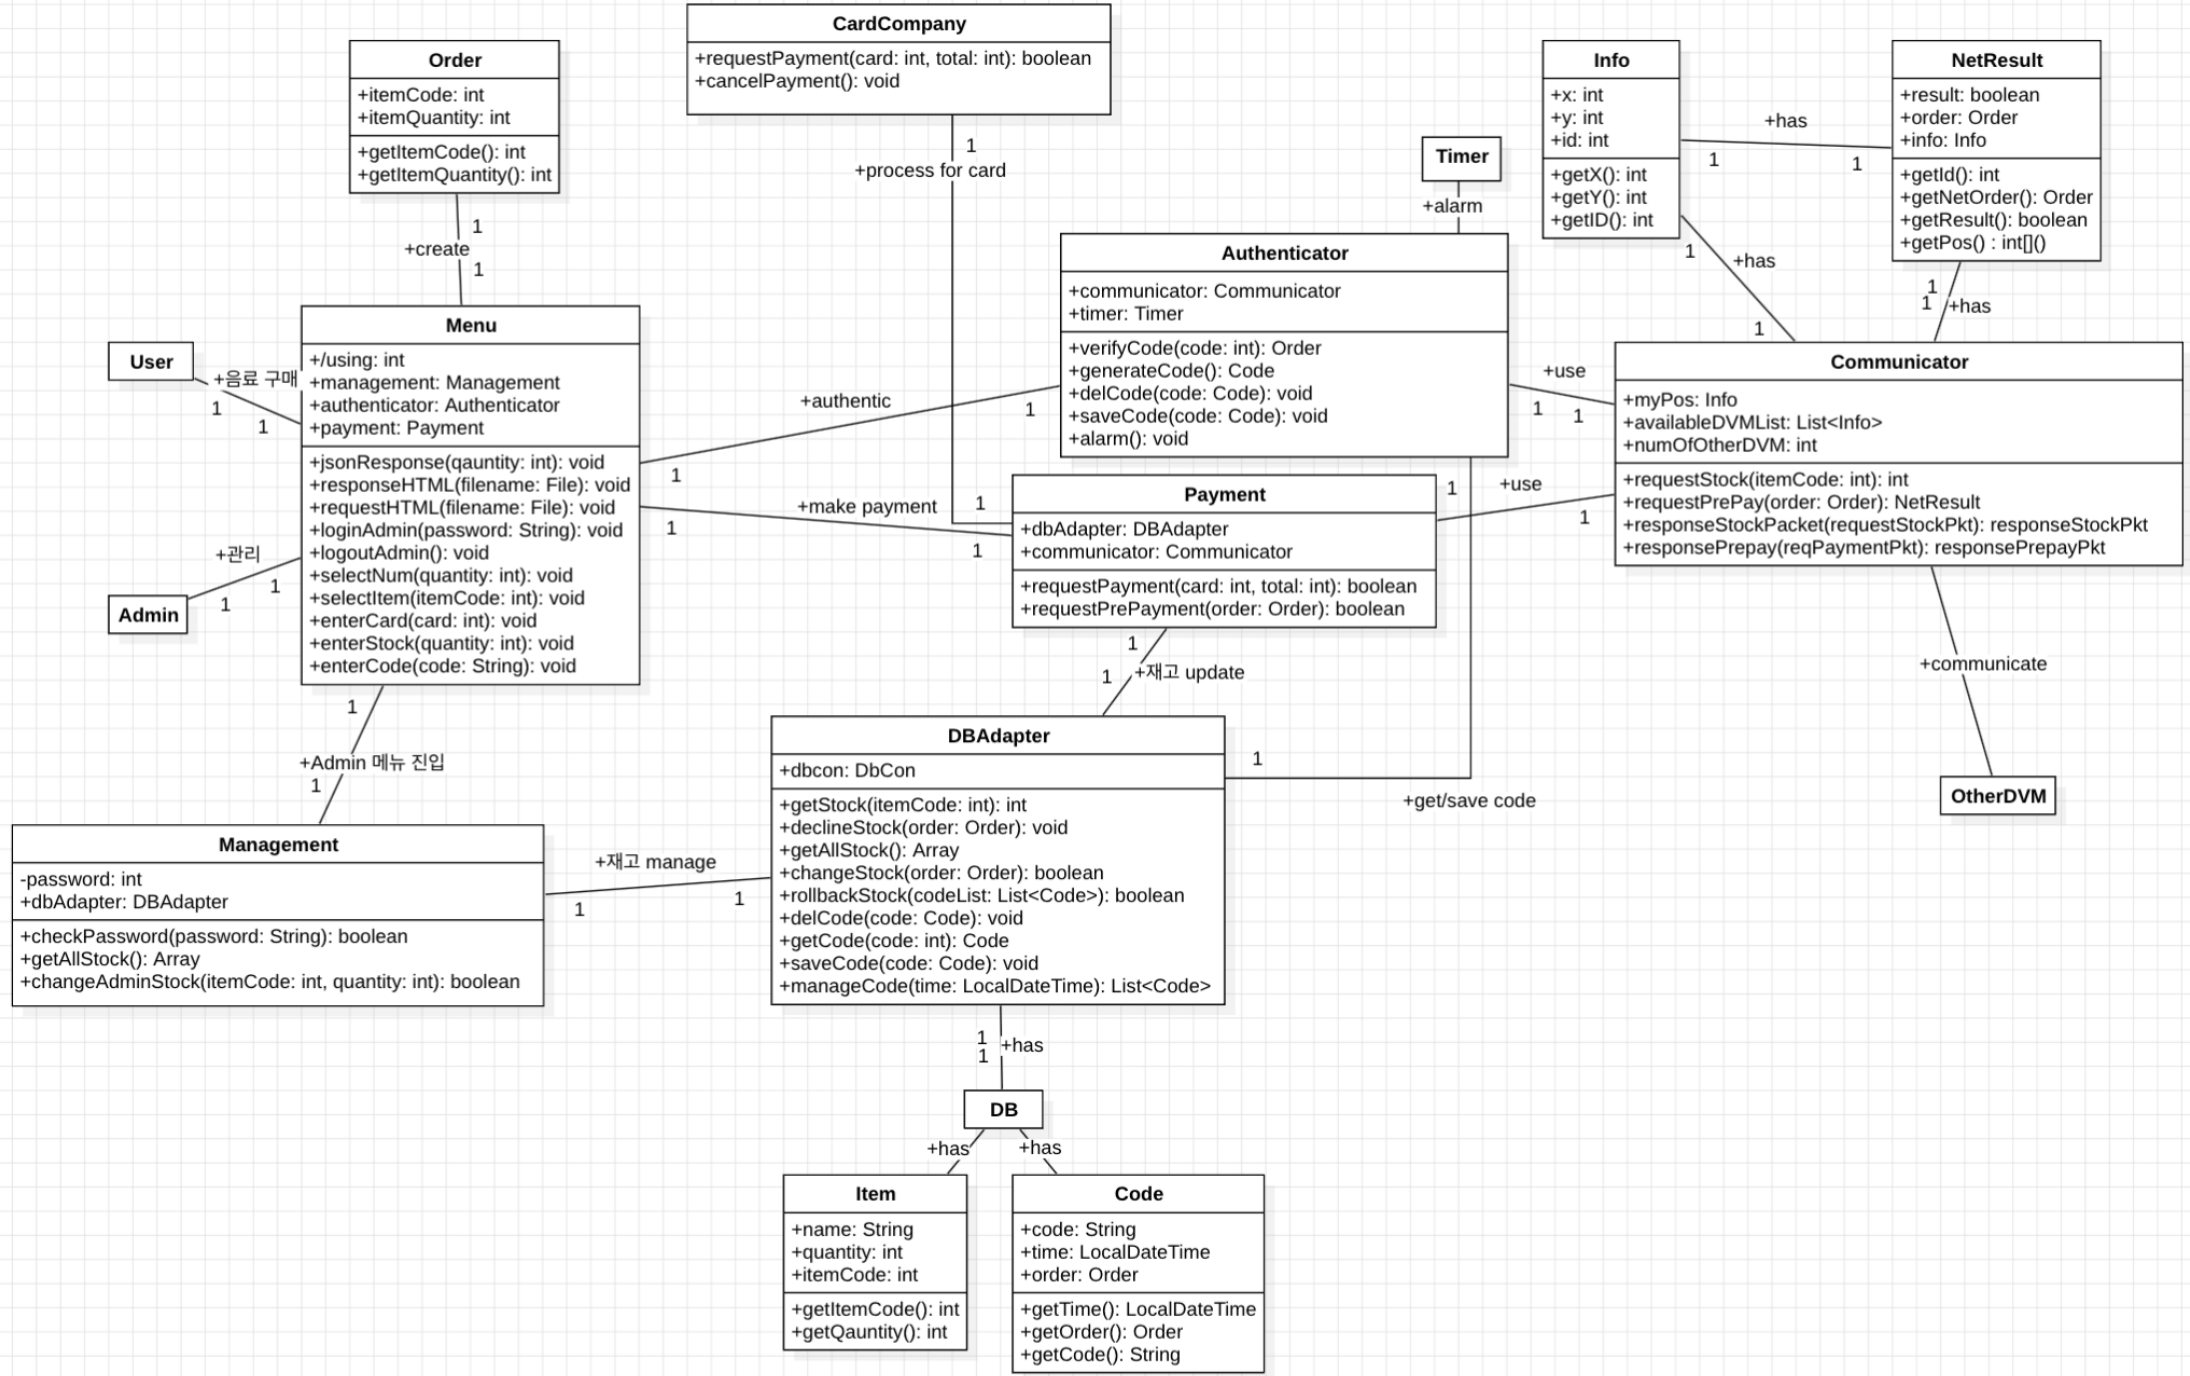 CardCompany
+requestPayment(card: int, total: int): boolean
+cancelPayment(): void
1
+process for card
1
Order
+itemCode: int
+itemQuantity: int
+getItemCode(): int
+getItemQuantity(): int
1
+create
1
Info
+x: int
+y: int
+id: int
+getX(): int
+getY(): int
+getID(): int
+has
1
1
NetResult
+result: boolean
+order: Order
+info: Info
+getId(): int
+getNetOrder(): Order
+getResult(): boolean
+getPos() : int[]()
1
+has
1
1
1
+has
Timer
+alarm
Authenticator
+communicator: Communicator
+timer: Timer
+verifyCode(code: int): Order
+generateCode(): Code
+delCode(code: Code): void
+saveCode(code: Code): void
+alarm(): void
+use
1
1
User
+음료 구매
1
1
Menu
+/using: int
+management: Management
+authenticator: Authenticator
+payment: Payment
+jsonResponse(qauntity: int): void
+responseHTML(filename: File): void
+requestHTML(filename: File): void
+loginAdmin(password: String): void
+logoutAdmin(): void
+selectNum(quantity: int): void
+selectItem(itemCode: int): void
+enterCard(card: int): void
+enterStock(quantity: int): void
+enterCode(code: String): void
+authentic
1
1
+make payment
1
1
Communicator
+myPos: Info
+availableDVMList: List<Info>
+numOfOtherDVM: int
+requestStock(itemCode: int): int
+requestPrePay(order: Order): NetResult
+responseStockPacket(requestStockPkt): responseStockPkt
+responsePrepay(reqPaymentPkt): responsePrepayPkt
Payment
+dbAdapter: DBAdapter
+communicator: Communicator
+requestPayment(card: int, total: int): boolean
+requestPrePayment(order: Order): boolean
1
+use
1
+관리
1
1
Admin
1
1
+재고 update
+communicate
OtherDVM
1
+Admin 메뉴 진입
1
DBAdapter
+dbcon: DbCon
+getStock(itemCode: int): int
+declineStock(order: Order): void
+getAllStock(): Array
+changeStock(order: Order): boolean
+rollbackStock(codeList: List<Code>): boolean
+delCode(code: Code): void
+getCode(code: int): Code
+saveCode(code: Code): void
+manageCode(time: LocalDateTime): List<Code>
1
+get/save code
Management
-password: int
+dbAdapter: DBAdapter
+checkPassword(password: String): boolean
+getAllStock(): Array
+changeAdminStock(itemCode: int, quantity: int): boolean
+재고 manage
1
1
1
1
+has
DB
+has
+has
Item
+name: String
+quantity: int
+itemCode: int
+getItemCode(): int
+getQauntity(): int
Code
+code: String
+time: LocalDateTime
+order: Order
+getTime(): LocalDateTime
+getOrder(): Order
+getCode(): String